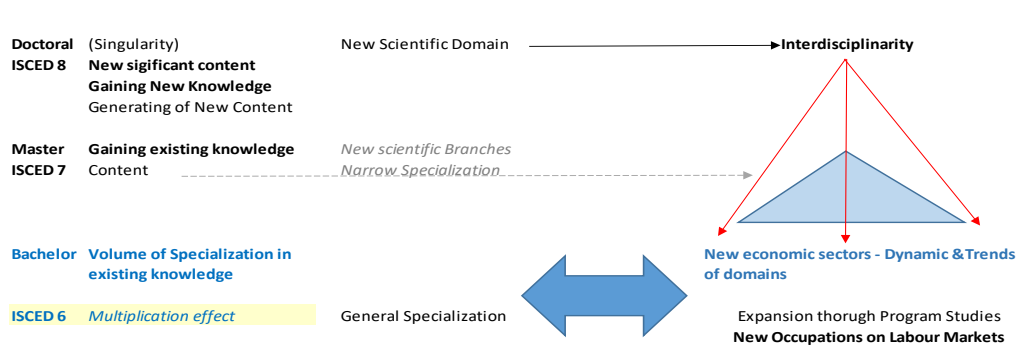 Doctoral (Singularity) New Scientific Domain Interdisciplinarity
ISCED 8 New sigificant content
Gaining New Knowledge
Generating of New Content
Master Gaining existing knowledge New scientific Branches
ISCED 7 Content Narrow Specialization
Bachelor Volume of Specialization in New economic sectors - Dynamic &Trends
existing knowledge of domains
ISCED 6 Multiplication effect General Specialization Expansion thorugh Program Studies
New Occupations on Labour Markets